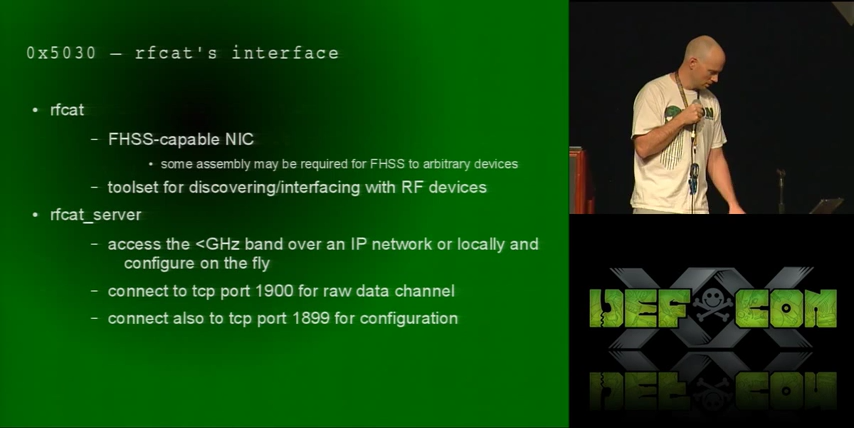 0x5030 – rfcat's interface
• rfcat
– FHSS-capable NIC
• some assembly may be required for FHSS to arbitrary devices
– toolset for discovering/interfacing with RF devices
• rfcat_server
– access the <GHz band over an IP network or locally and
configure on the fly
– connect to tcp port 1900 for raw data channel
– connect also to tcp port 1899 for configuration
XX
DEF CON